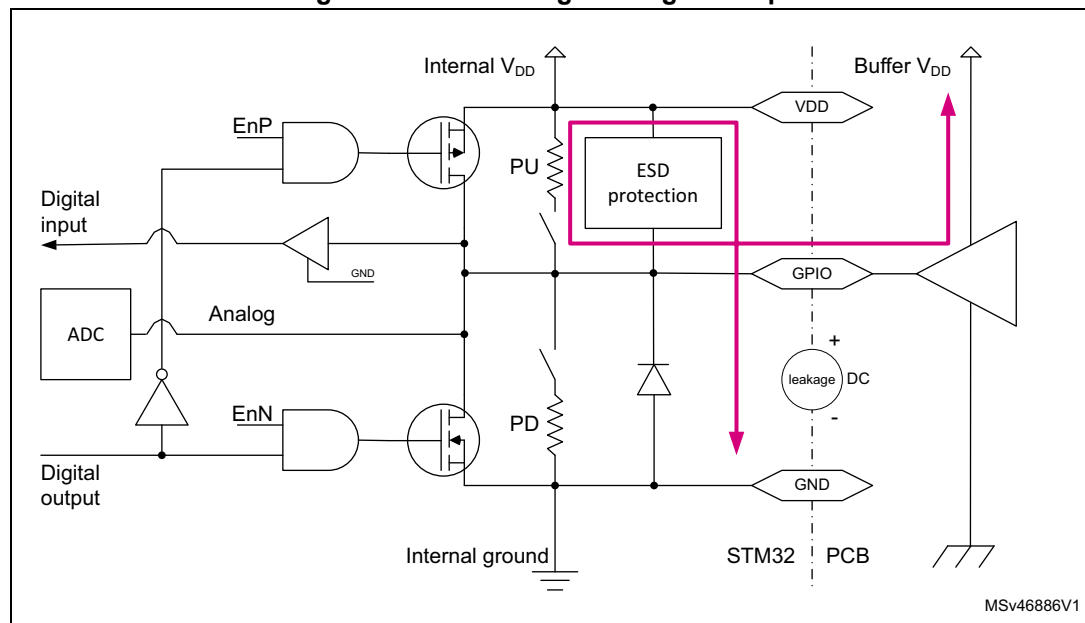 Internal VDD
Buffer VDD
VDD
EnP
PU
ESD
protection
Digital
input
GND
GPIO
ADC
Analog
+
leakage
DC
-
EnN
PD
Digital
output
GND
Internal ground
STM32
PCB
MSv46886V1